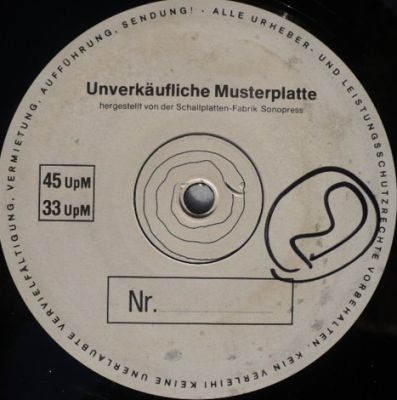 ALLE URHEBER- UND LEISTUNGSSCHUTZRECHTE VORBEHALTEN · KEIN VERLEIH! KEINE UNERLAUBTE VERVIELFÄLTIGUNG, VERMIETUNG, AUFFÜHRUNG, SENDUNG! ·
Unverkäufliche Musterplatte
hergestellt von der Schallplatten-Fabrik Sonopress
45 UpM
33 UpM
2
Nr.